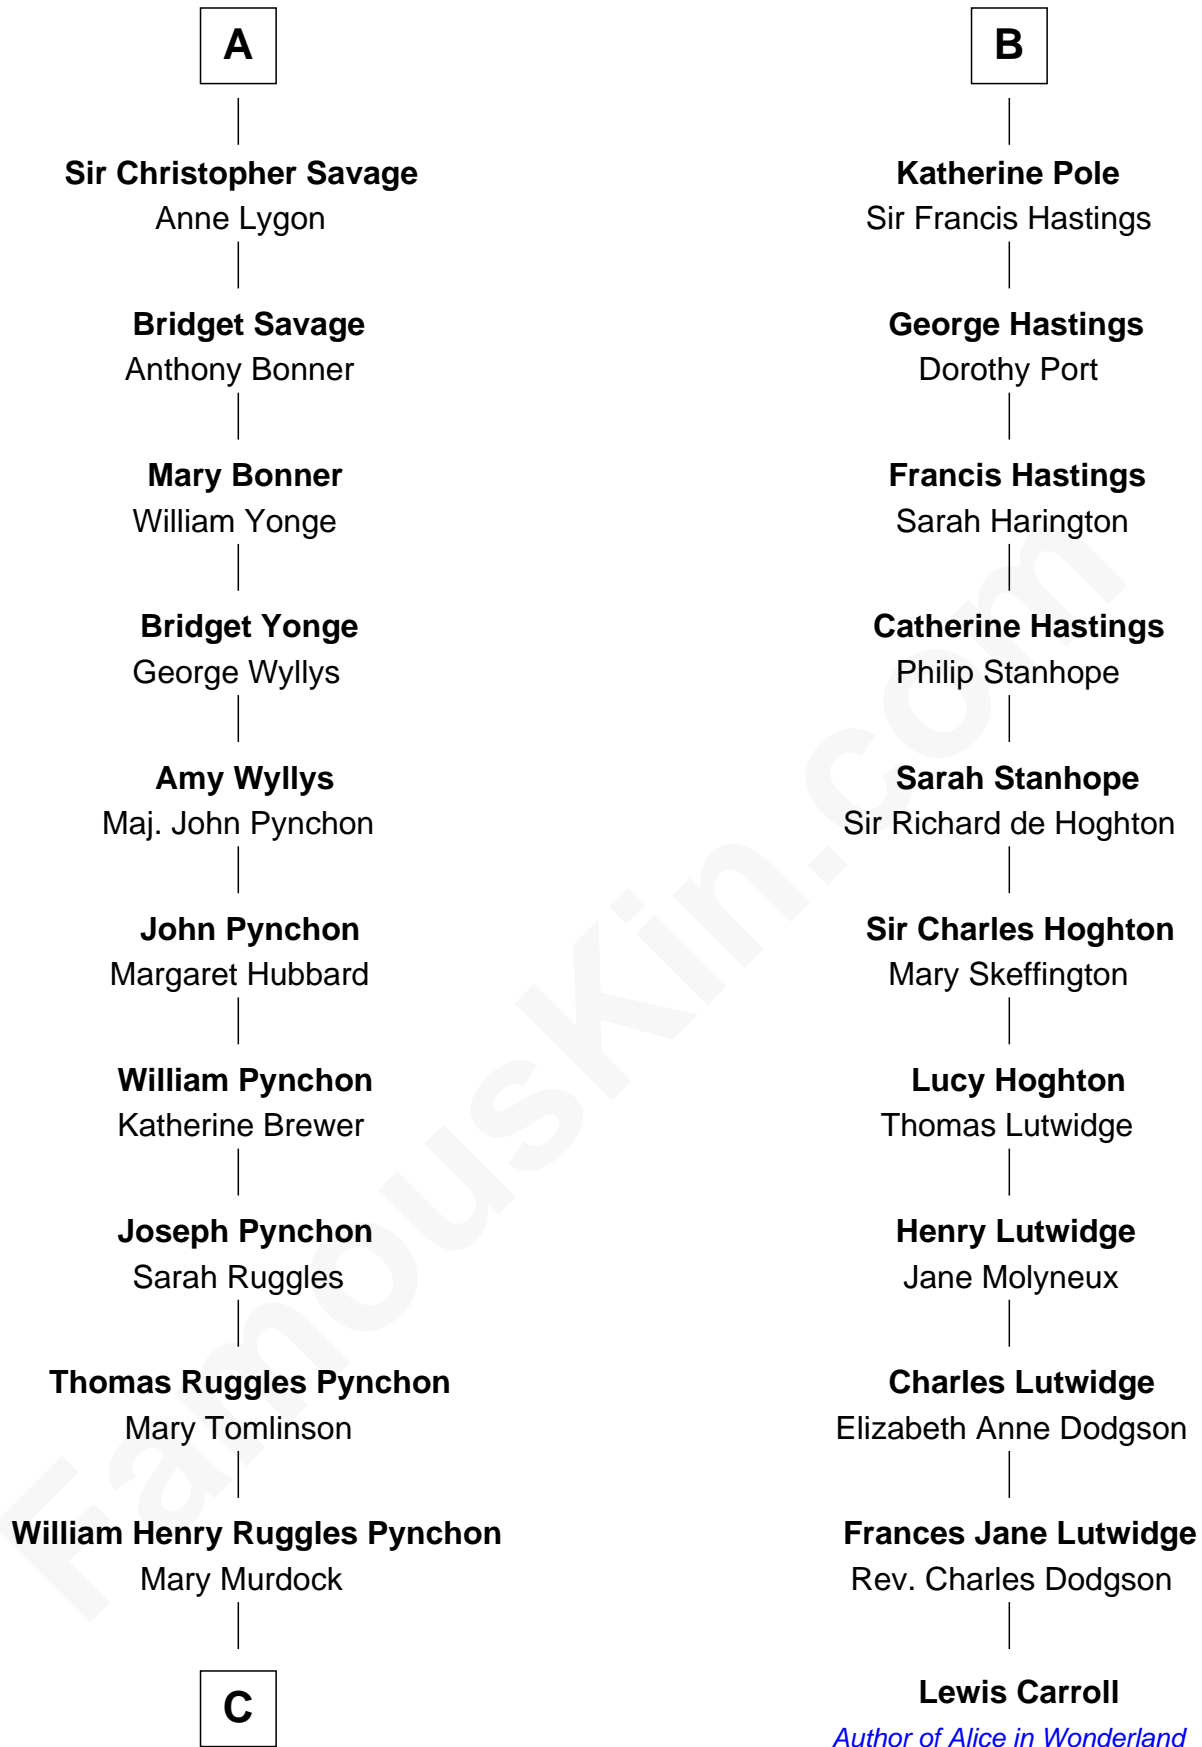 A
Sir Christopher Savage
Anne Lygon
Bridget Savage
Anthony Bonner
Mary Bonner
William Yonge
Bridget Yonge
George Wyllys
Amy Wyllys
Maj. John Pynchon
John Pynchon
Margaret Hubbard
William Pynchon
Katherine Brewer
Joseph Pynchon
Sarah Ruggles
Thomas Ruggles Pynchon
Mary Tomlinson
William Henry Ruggles Pynchon
Mary Murdock
C
B
Katherine Pole
Sir Francis Hastings
George Hastings
Dorothy Port
Francis Hastings
Sarah Harington
Catherine Hastings
Philip Stanhope
Sarah Stanhope
Sir Richard de Hoghton
Sir Charles Hoghton
Mary Skeffington
Lucy Hoghton
Thomas Lutwidge
Henry Lutwidge
Jane Molyneux
Charles Lutwidge
Elizabeth Anne Dodgson
Frances Jane Lutwidge
Rev. Charles Dodgson
Lewis Carroll
Author of Alice in Wonderland
FamousKin.com